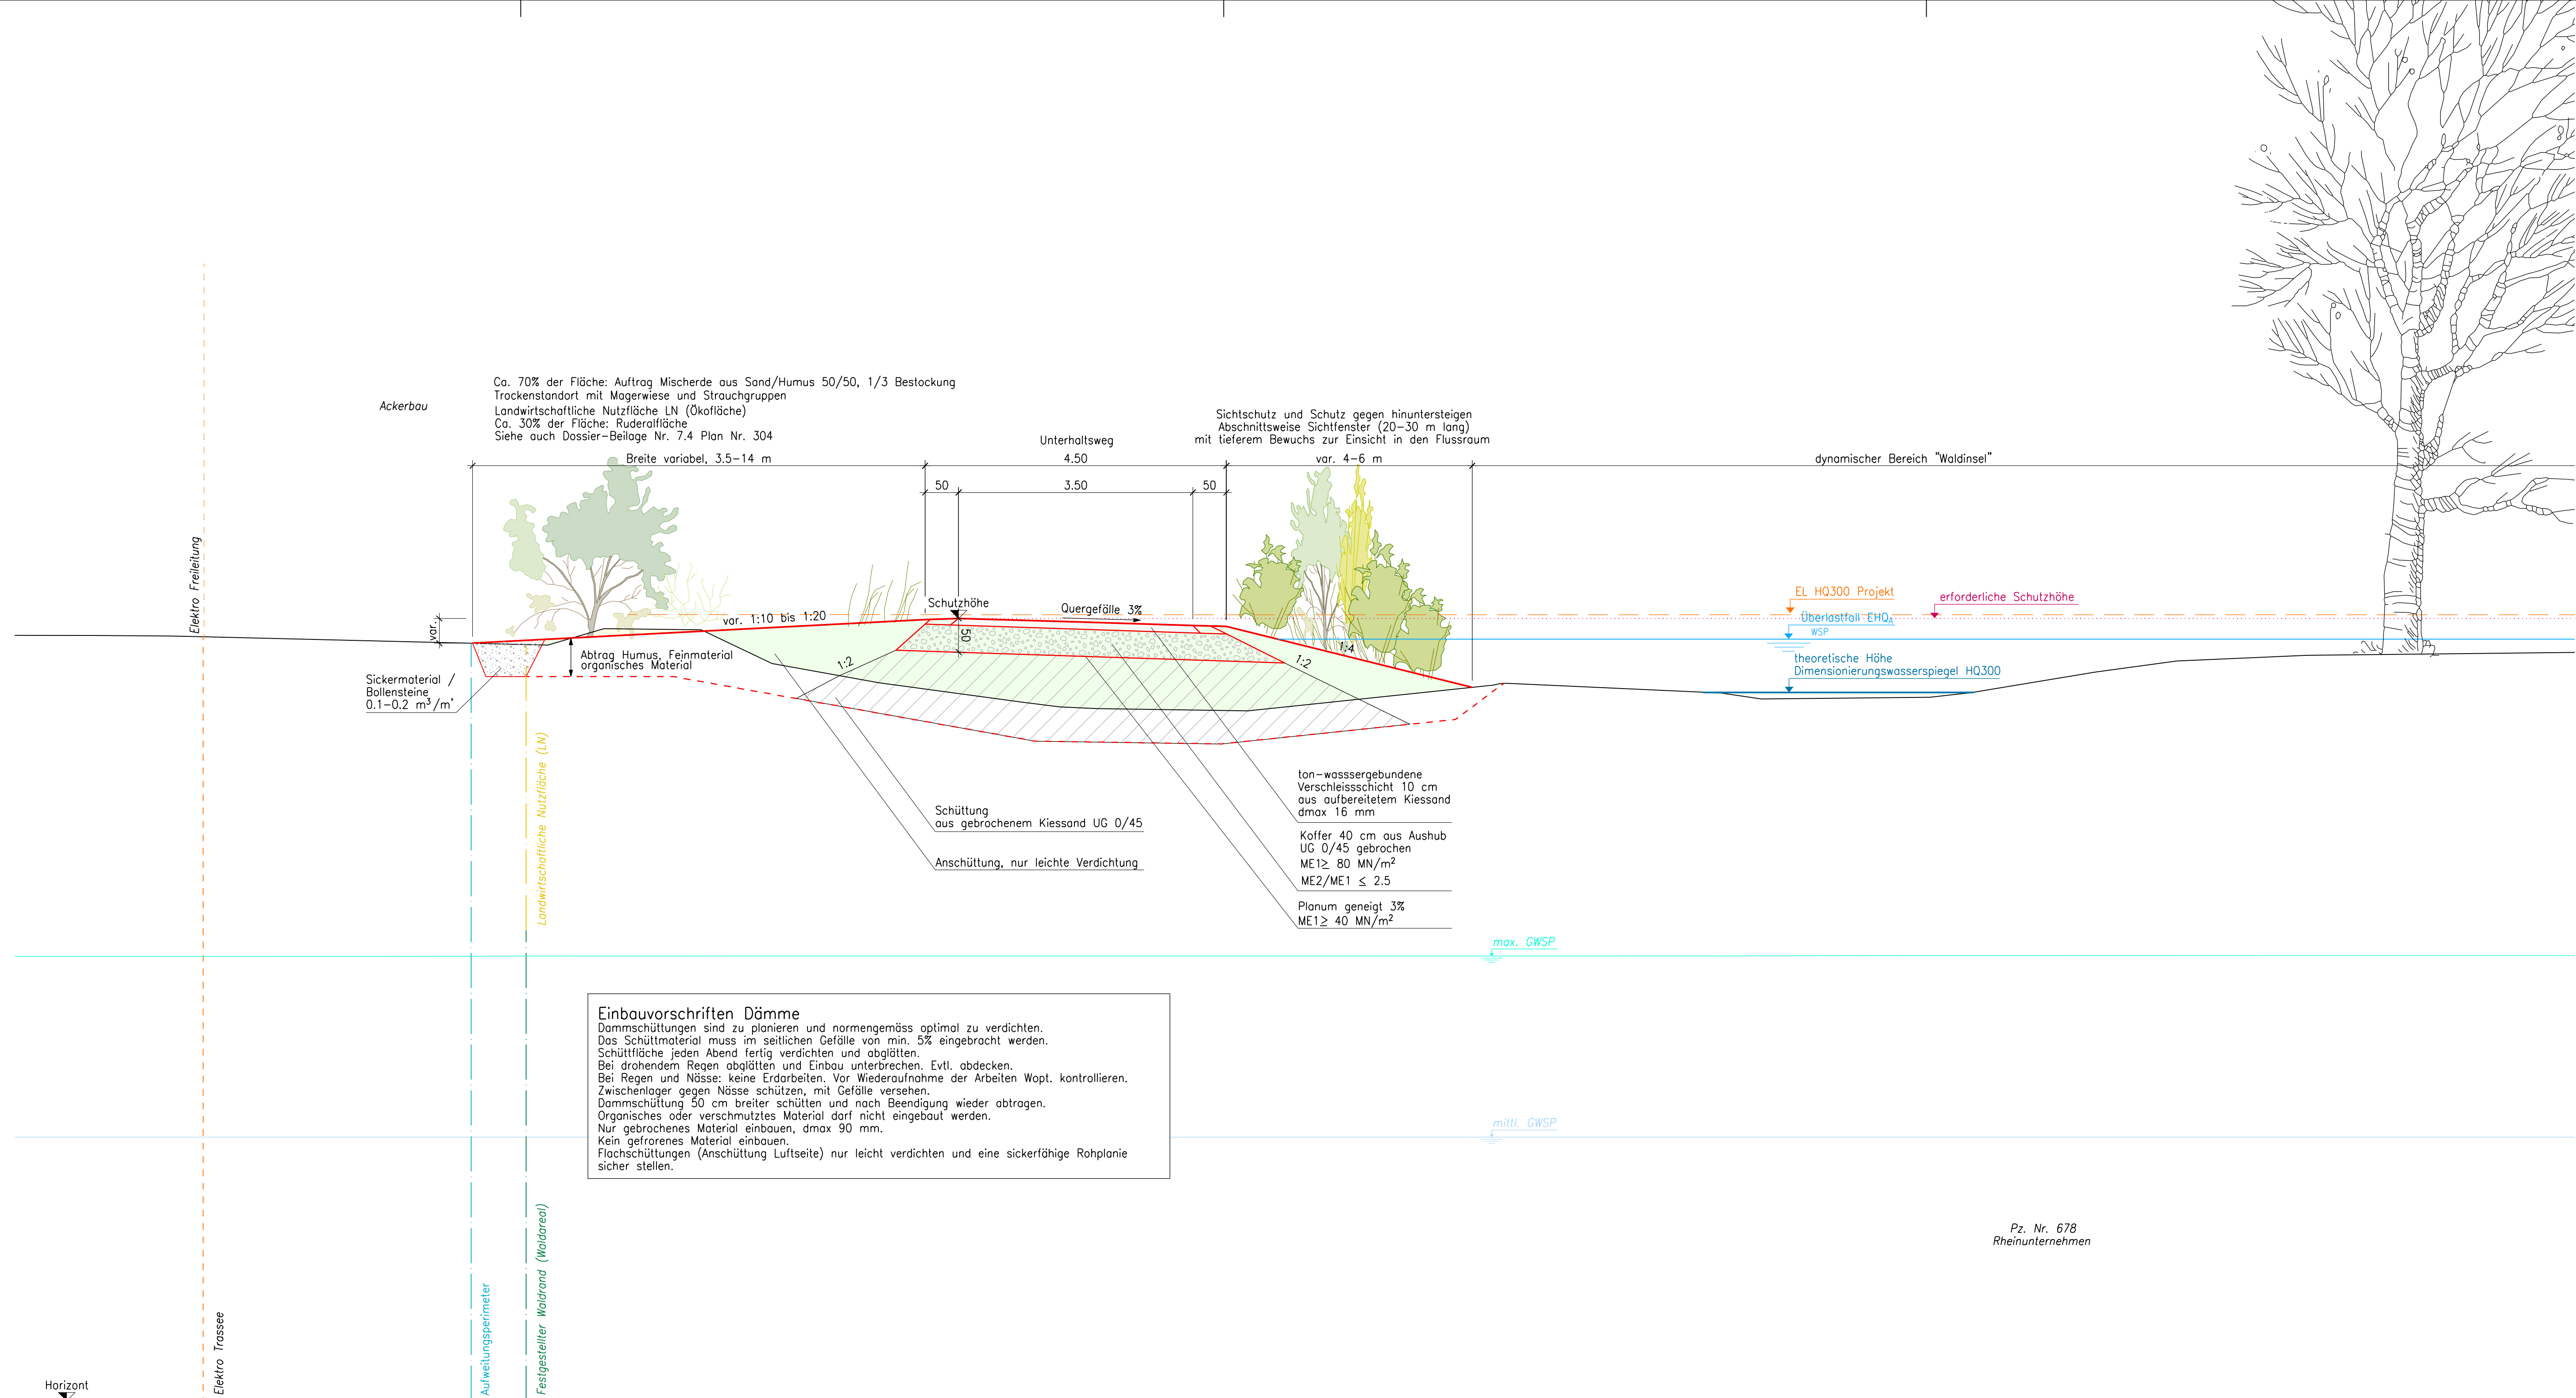 Ca. 70% der Fläche: Auftrag Mischerde aus Sand/Humus 50/50, 1/3 Bestockung
Trockenstandort mit Magerwiese und Strauchgruppen
Landwirtschaftliche Nutzfläche LN (Ökofläche)
Ca. 30% der Fläche: Ruderalfläche
Siehe auch Dossier-Beilage Nr. 7.4 Plan Nr. 304
Ackerbau
Sichtschutz und Schutz gegen hinuntersteigen
Abschnittsweise Sichtfenster (20-30 m lang)
mit tieferem Bewuchs zur Einsicht in den Flussraum
Unterhaltsweg
Breite variabel, 3.5-14 m
4.50
var. 4-6 m
dynamischer Bereich "Waldinsel"
50
3.50
50
Elektro Freileitung
var.
var. 1:10 bis 1:20
Schutzhöhe
Quergefälle 3%
50
1:2
1:2
1:4
EL HQ300 Projekt
erforderliche Schutzhöhe
Überlastfall EHQA
WSP
theoretische Höhe
Dimensionierungswasserspiegel HQ300
Abtrag Humus, Feinmaterial
organisches Material
Sickermaterial /
Bollensteine
0.1-0.2 m³/m'
Landwirtschaftliche Nutzfläche (LN)
Schüttung
aus gebrochenem Kiessand UG 0/45
Anschüttung, nur leichte Verdichtung
ton-wasssergebundene
Verschleissschicht 10 cm
aus aufbereitetem Kiessand
dmax 16 mm
Koffer 40 cm aus Aushub
UG 0/45 gebrochen
ME1≥ 80 MN/m²
ME2/ME1 ≤ 2.5
Planum geneigt 3%
ME1≥ 40 MN/m²
max. GWSP
Einbauvorschriften Dämme
Dammschüttungen sind zu planieren und normengemäss optimal zu verdichten.
Das Schüttmaterial muss im seitlichen Gefälle von min. 5% eingebracht werden.
Schüttfläche jeden Abend fertig verdichten und abglätten.
Bei drohendem Regen abglätten und Einbau unterbrechen. Evtl. abdecken.
Bei Regen und Nässe: keine Erdarbeiten. Vor Wiederaufnahme der Arbeiten Wopt. kontrollieren.
Zwischenlager gegen Nässe schützen, mit Gefälle versehen.
Dammschüttung 50 cm breiter schütten und nach Beendigung wieder abtragen.
Organisches oder verschmutztes Material darf nicht eingebaut werden.
Nur gebrochenes Material einbauen, dmax 90 mm.
Kein gefrorenes Material einbauen.
Flachschüttungen (Anschüttung Luftseite) nur leicht verdichten und eine sickerfähige Rohplanie
sicher stellen.
mittl. GWSP
Pz. Nr. 678
Rheinunternehmen
Elektro Trassee
Aufweitungsperimeter
Festgestellter Waldrand (Waldareal)
Horizont